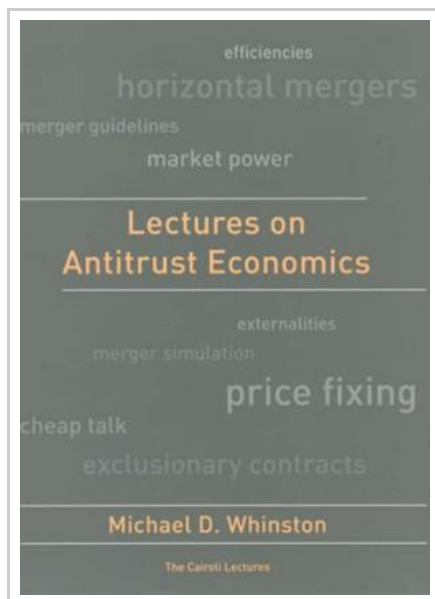 efficiencies
horizontal mergers
merger guidelines
market power
Lectures on
Antitrust Economics
externalities
merger simulation
price fixing
cheap talk
exclusionary contracts
Michael D. Whinston
The Cairoli Lectures